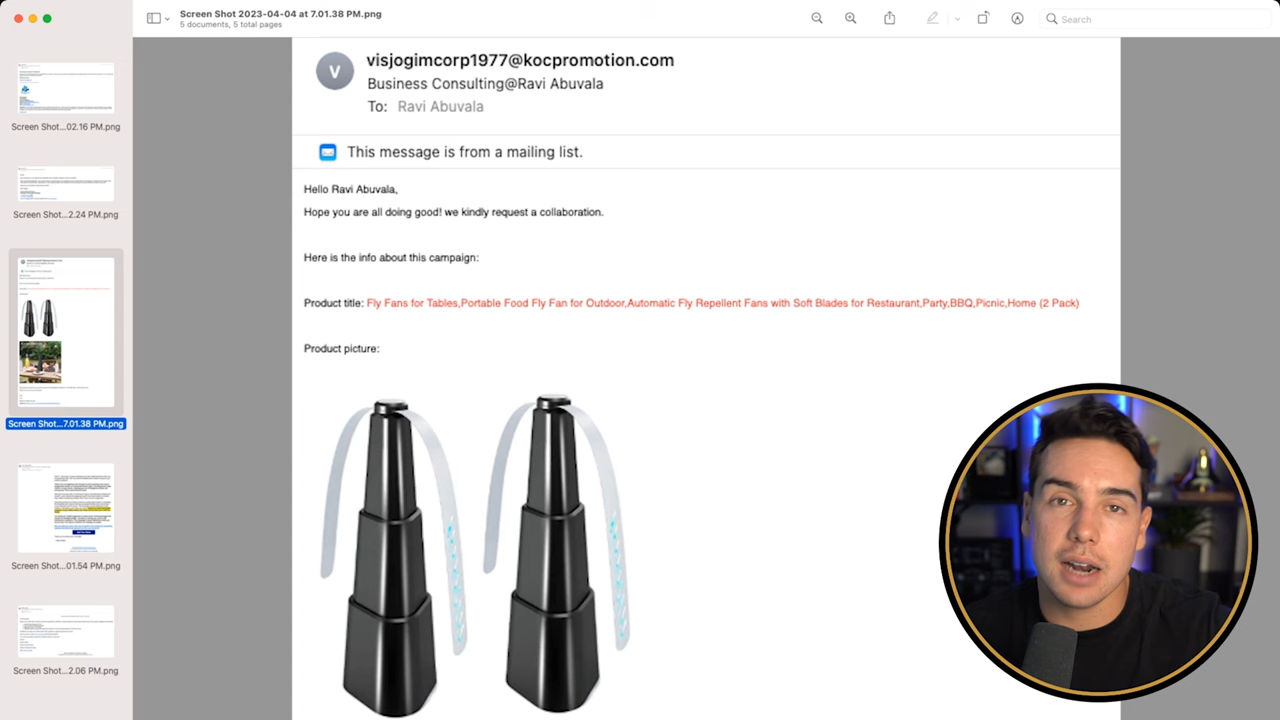 Screen Shot 2023-04-04 at 7.01.38 PM.png
5 documents, 5 total pages
Search
Screen Shot...02.16 PM.png
Screen Shot...2.24 PM.png
Screen Shot...7.01.38 PM.png
Screen Shot...01.54 PM.png
Screen Shot...2.06 PM.png
V
visjogimcorp1977@kocpromotion.com
Business Consulting@Ravi Abuvala
To: Ravi Abuvala
This message is from a mailing list.
Hello Ravi Abuvala,
Hope you are all doing good! we kindly request a collaboration.
Here is the info about this campaign:
Product title: Fly Fans for Tables,Portable Food Fly Fan for Outdoor,Automatic Fly Repellent Fans with Soft Blades for Restaurant,Party,BBQ,Picnic,Home (2 Pack)
Product picture: